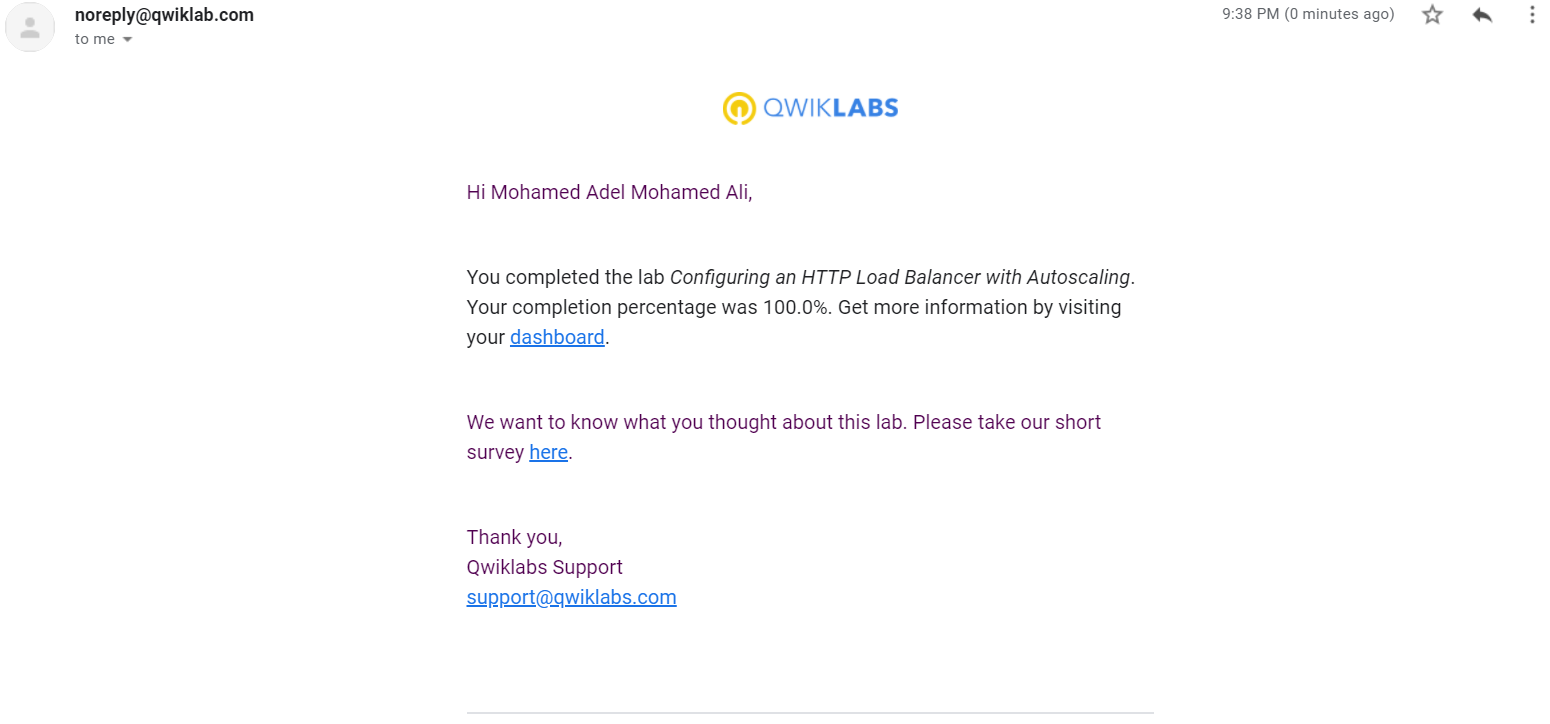 noreply@qwiklab.com
9:38 PM (0 minutes ago)
to me
QWIKLABS
Hi Mohamed Adel Mohamed Ali,
You completed the lab Configuring an HTTP Load Balancer with Autoscaling.
Your completion percentage was 100.0%. Get more information by visiting
your dashboard.
We want to know what you thought about this lab. Please take our short
survey here.
Thank you,
Qwiklabs Support
support@qwiklabs.com